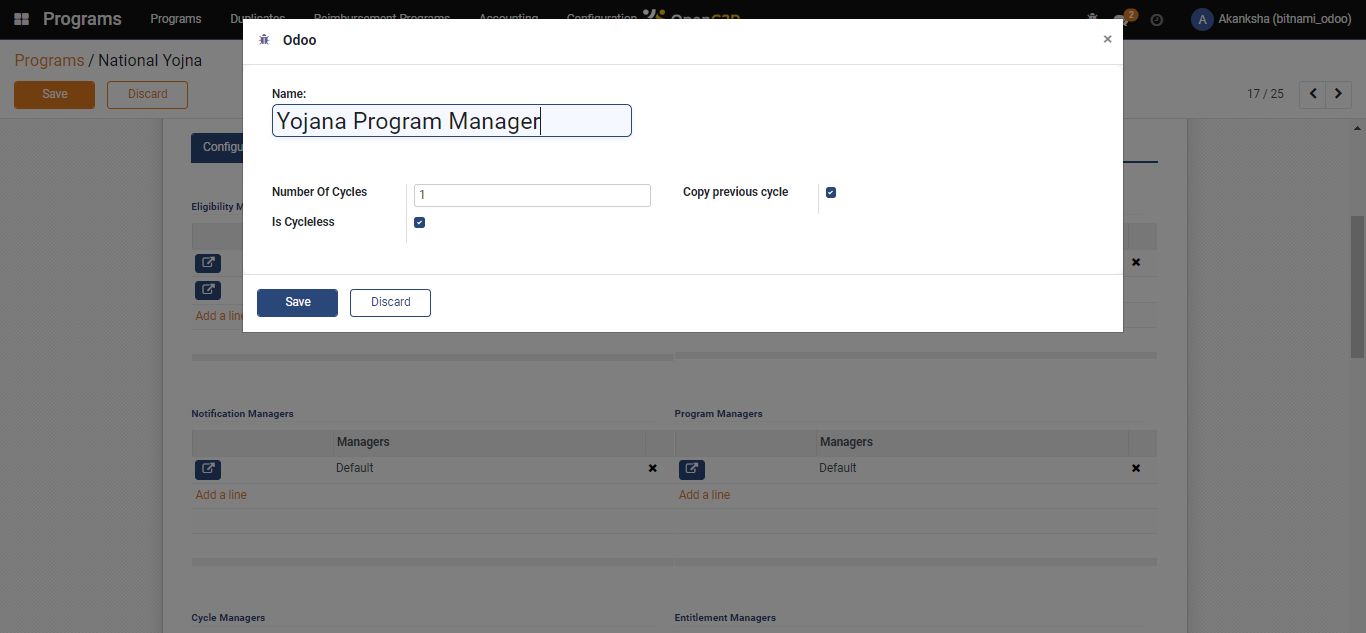 Programs Programs Duplicates Reimbursement Programs Accounting Configuration OpenG2P 2 A Akanksha (bitnami_odoo)
Programs / National Yojna
Save Discard 17 / 25
Odoo ×
Name:
Yojana Program Manager
Number Of Cycles 1 Copy previous cycle
Is Cycleless
Save Discard
Configu
Eligibility M
Add a line
Notification Managers Program Managers
Managers Managers
Default Default
Add a line Add a line
Cycle Managers Entitlement Managers